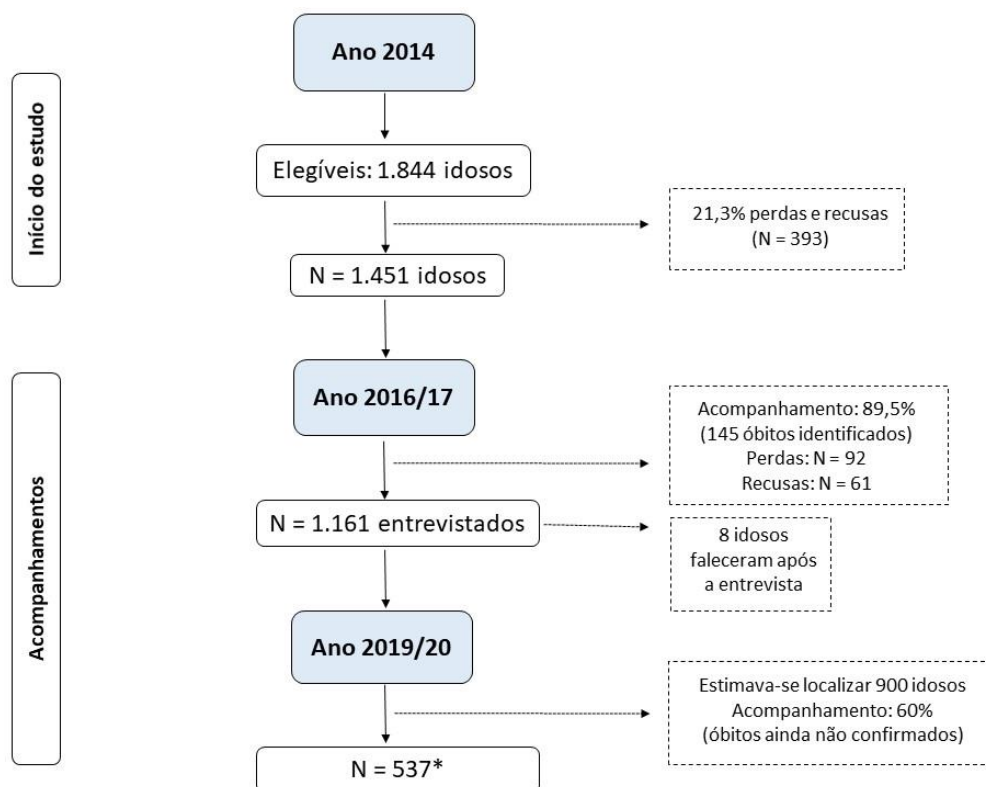 Início do estudo
Ano 2014
Elegíveis: 1.844 idosos
21,3% perdas e recusas
(N = 393)
N = 1.451 idosos
Acompanhamentos
Ano 2016/17
Acompanhamento: 89,5%
(145 óbitos identificados)
Perdas: N = 92
Recusas: N = 61
N = 1.161 entrevistados
8 idosos
faleceram após
a entrevista
Ano 2019/20
Estimava-se localizar 900 idosos
Acompanhamento: 60%
(óbitos ainda não confirmados)
N = 537*